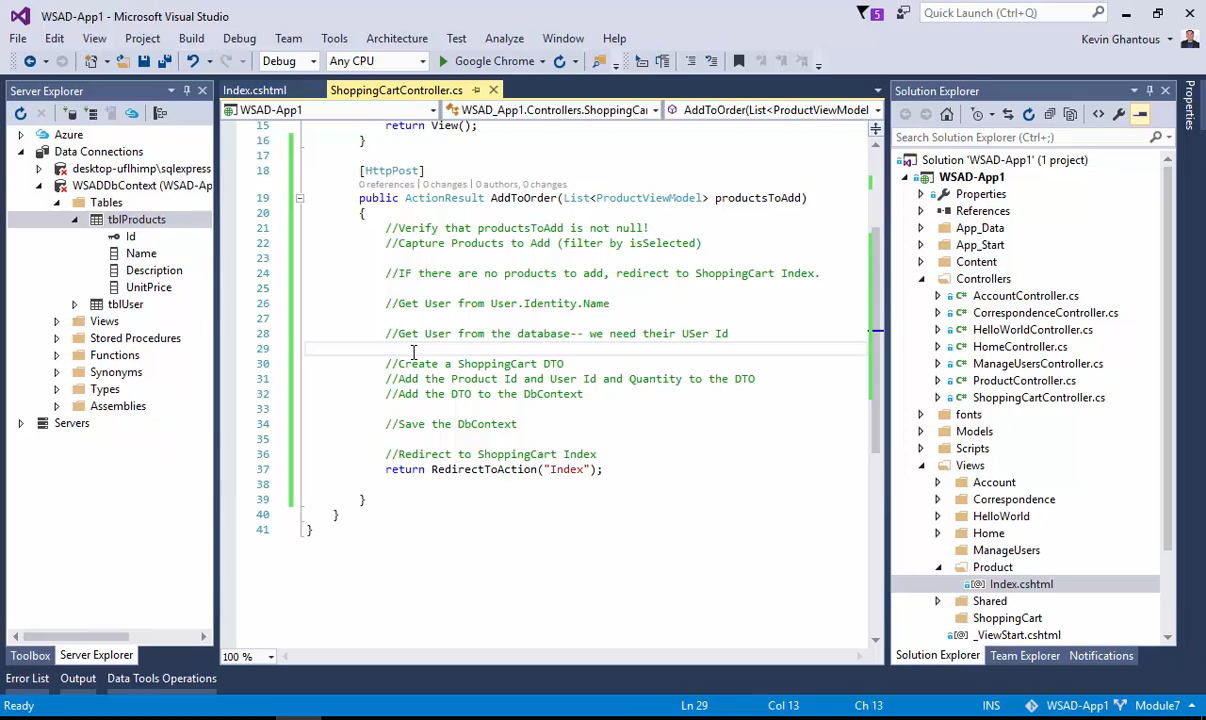 WSAD-App1 - Microsoft Visual Studio
5
Quick Launch (Ctrl+Q)
File Edit View Project Build Debug Team Tools Architecture Test Analyze Window Help
Kevin Ghantous
Debug Any CPU Google Chrome
Server Explorer
Azure
Data Connections
desktop-uflhimp\sqlexpress
WSADDbContext (WSAD-Ap
Tables
tblProducts
Id
Name
Description
UnitPrice
tblUser
Views
Stored Procedures
Functions
Synonyms
Types
Assemblies
Servers
Toolbox Server Explorer
Index.cshtml ShoppingCartController.cs
WSAD-App1 WSAD_App1.Controllers.ShoppingCar AddToOrder(List<ProductViewModel
15 return View();
16 }
17
18 [HttpPost]
0 references | 0 changes | 0 authors, 0 changes
19 public ActionResult AddToOrder(List<ProductViewModel> productsToAdd)
20 {
21 //Verify that productsToAdd is not null!
22 //Capture Products to Add (filter by isSelected)
23
24 //IF there are no products to add, redirect to ShoppingCart Index.
25
26 //Get User from User.Identity.Name
27
28 //Get User from the database-- we need their USer Id
29
30 //Create a ShoppingCart DTO
31 //Add the Product Id and User Id and Quantity to the DTO
32 //Add the DTO to the DbContext
33
34 //Save the DbContext
35
36 //Redirect to ShoppingCart Index
37 return RedirectToAction("Index");
38
39 }
40 }
41 }
100 %
Solution Explorer
Search Solution Explorer (Ctrl+;)
Solution 'WSAD-App1' (1 project)
WSAD-App1
Properties
References
App_Data
App_Start
Content
Controllers
AccountController.cs
CorrespondenceController.cs
HelloWorldController.cs
HomeController.cs
ManageUsersController.cs
ProductController.cs
ShoppingCartController.cs
fonts
Models
Scripts
Views
Account
Correspondence
HelloWorld
Home
ManageUsers
Product
Index.cshtml
Shared
ShoppingCart
_ViewStart.cshtml
Solution Explorer Team Explorer Notifications
Properties
Error List Output Data Tools Operations
Ready Ln 29 Col 13 Ch 13 INS WSAD-App1 Module7